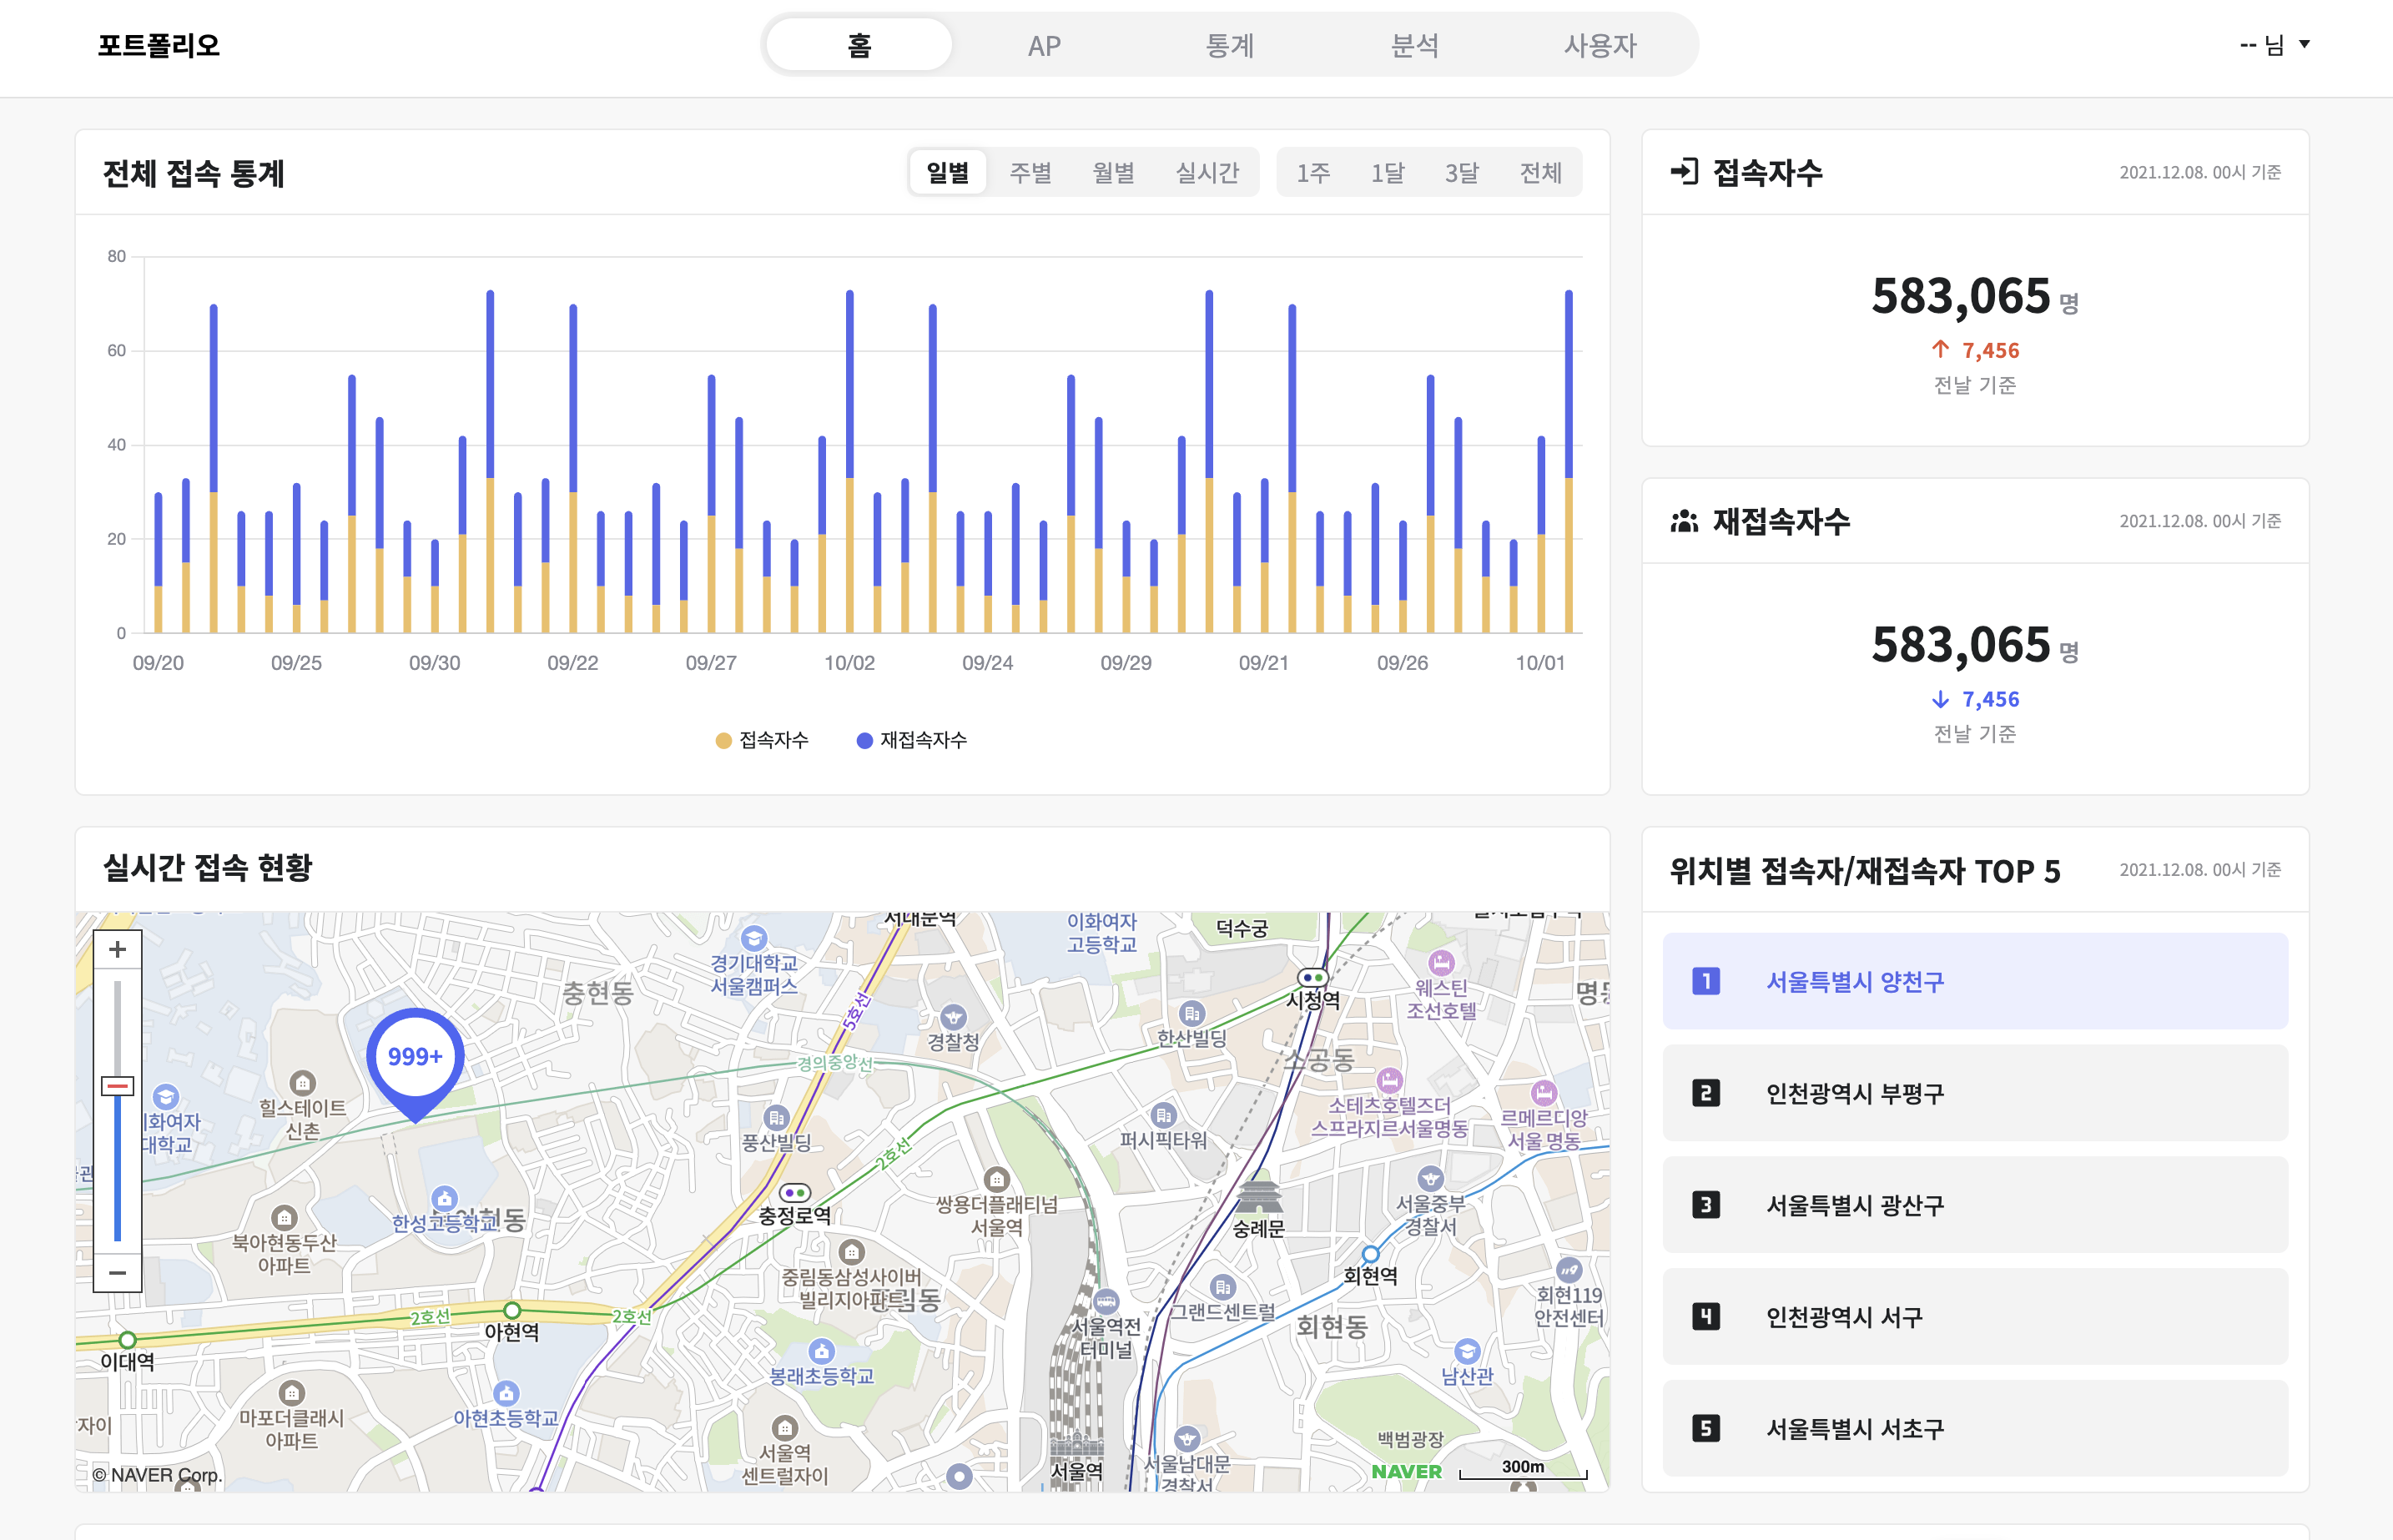 포트폴리오
홈
AP
통계
분석
사용자
-- 님
전체 접속 통계
일별
주별
월별
실시간
1주
1달
3달
전체
80
60
40
20
0
09/20
09/25
09/30
09/22
09/27
10/02
09/24
09/29
09/21
09/26
10/01
접속자수
재접속자수
접속자수
2021.12.08. 00시 기준
583,065 명
7,456
전날 기준
재접속자수
2021.12.08. 00시 기준
583,065 명
7,456
전날 기준
실시간 접속 현황
+
−
999+
서대문역
이화여자
고등학교
덕수궁
경기대학교
서울캠퍼스
충현동
5호선
경찰청
한산빌딩
시청역
웨스틴
조선호텔
소공동
경의중앙선
힐스테이트
신촌
풍산빌딩
퍼시픽타워
소테츠호텔즈더
스프라지르서울명동
르메르디앙
서울 명동
2호선
한성고등학교
충정로역
쌍용더플래티넘
서울역
숭례문
서울중부
경찰서
북아현동두산
아파트
중림동삼성사이버
빌리지아파트
회현역
그랜드센트럴
회현119
안전센터
2호선
2호선
아현역
이대역
서울역전
터미널
회현동
봉래초등학교
남산관
마포더클래시
아파트
아현초등학교
서울역
센트럴자이
서울역
서울남대문
경찰서
백범광장
© NAVER Corp.
NAVER
300m
위치별 접속자/재접속자 TOP 5
2021.12.08. 00시 기준
1 서울특별시 양천구
2 인천광역시 부평구
3 서울특별시 광산구
4 인천광역시 서구
5 서울특별시 서초구